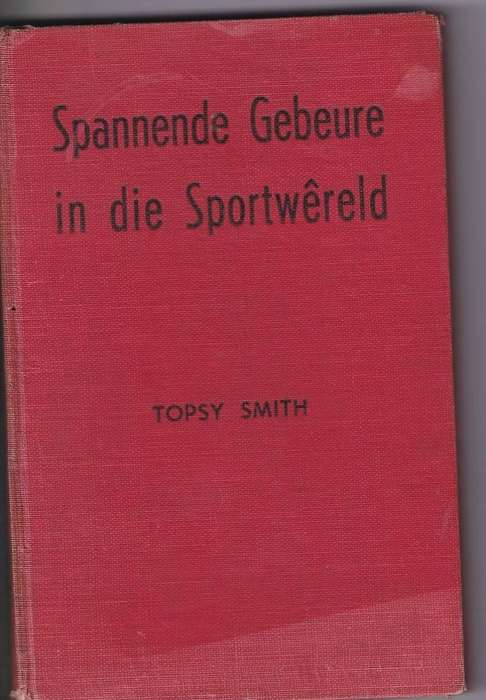 Spannende Gebeure
in die Sportwêreld
TOPSY SMITH